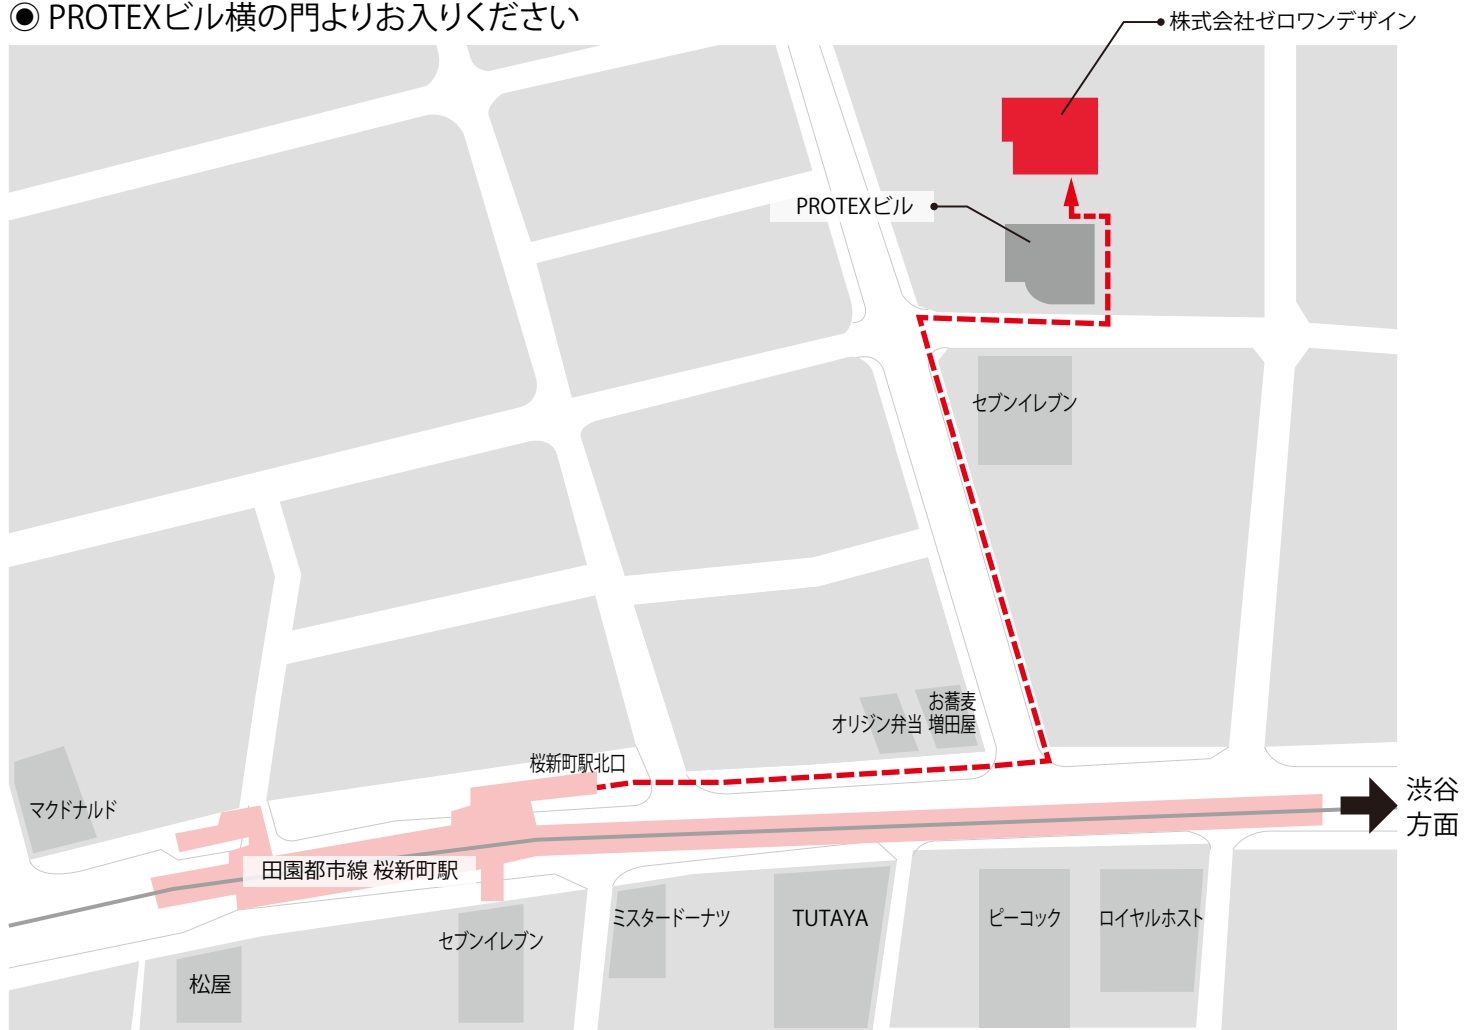 ◉ PROTEXビル横の門よりお入りください
株式会社ゼロワンデザイン
PROTEXビル
セブンイレブン
お蕎麦
オリジン弁当 増田屋
桜新町駅北口
マクドナルド
渋谷
方面
田園都市線 桜新町駅
ミスタードーナツ
TUTAYA
ピーコック
ロイヤルホスト
セブンイレブン
松屋